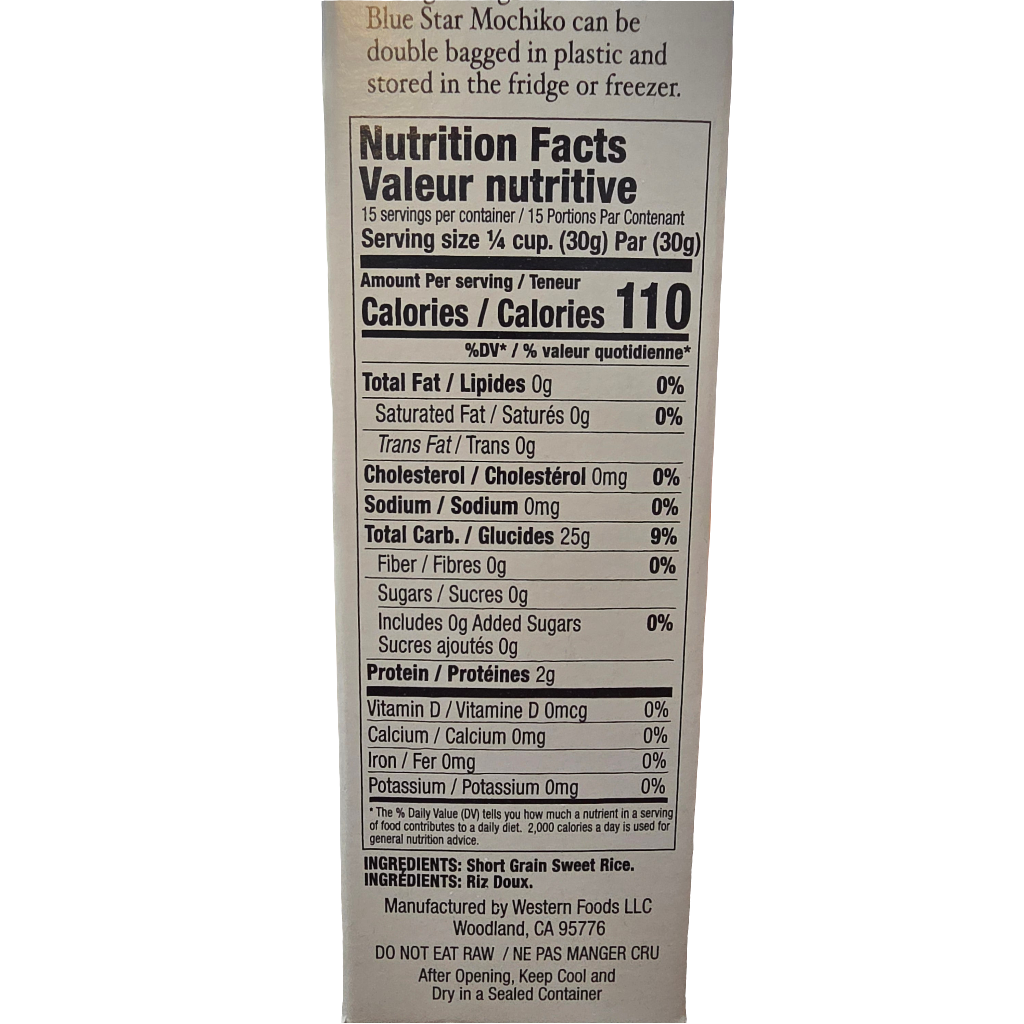 Blue Star Mochiko can be
double bagged in plastic and
stored in the fridge or freezer.
Nutrition Facts
Valeur nutritive
15 servings per container / 15 Portions Par Contenant
Serving size ¼ cup. (30g) Par (30g)
Amount Per serving / Teneur
Calories / Calories 110
%DV* / % valeur quotidienne*
Total Fat / Lipides 0g 0%
Saturated Fat / Saturés 0g 0%
Trans Fat / Trans 0g
Cholesterol / Cholestérol 0mg 0%
Sodium / Sodium 0mg 0%
Total Carb. / Glucides 25g 9%
Fiber / Fibres 0g 0%
Sugars / Sucres 0g
Includes 0g Added Sugars 0%
Sucres ajoutés 0g
Protein / Protéines 2g
Vitamin D / Vitamine D 0mcg 0%
Calcium / Calcium 0mg 0%
Iron / Fer 0mg 0%
Potassium / Potassium 0mg 0%
* The % Daily Value (DV) tells you how much a nutrient in a serving
of food contributes to a daily diet. 2,000 calories a day is used for
general nutrition advice.
INGREDIENTS: Short Grain Sweet Rice.
INGRÉDIENTS: Riz Doux.
Manufactured by Western Foods LLC
Woodland, CA 95776
DO NOT EAT RAW / NE PAS MANGER CRU
After Opening, Keep Cool and
Dry in a Sealed Container